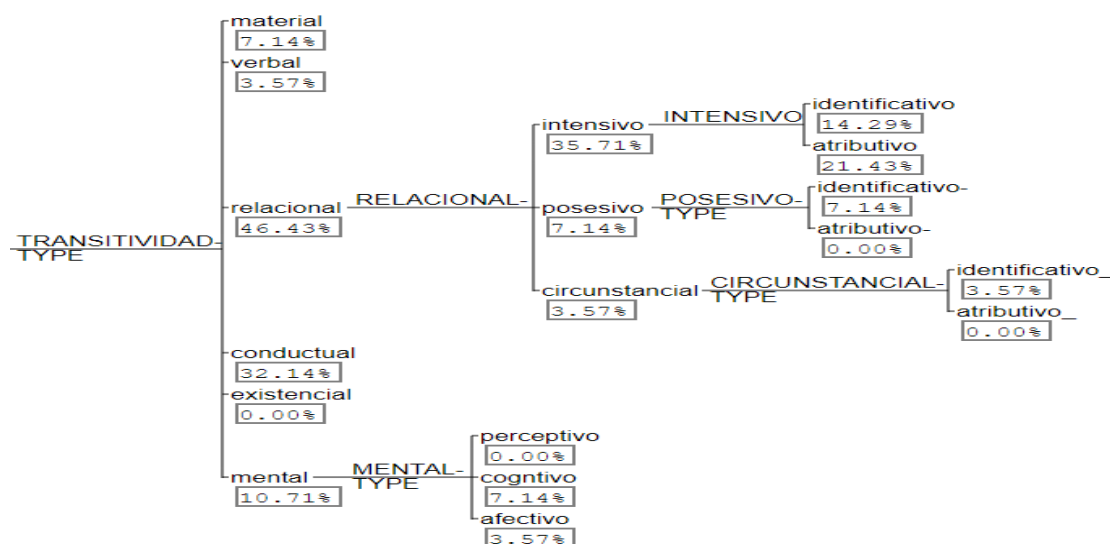 material
7.14%
verbal
3.57%
identificativo
intensivo INTENSIVO 14.29%
35.71% atributivo
21.43%
identificativo-
relacional RELACIONAL- posesivo POSESIVO-TYPE 7.14%
46.43% 7.14% atributivo-
0.00%
TRANSITIVIDAD-TYPE
identificativo_
circunstancial CIRCUNSTANCIAL-TYPE 3.57%
3.57% atributivo_
0.00%
conductual
32.14%
existencial
0.00%
perceptivo
0.00%
mental MENTAL-TYPE cogntivo
10.71% 7.14%
afectivo
3.57%